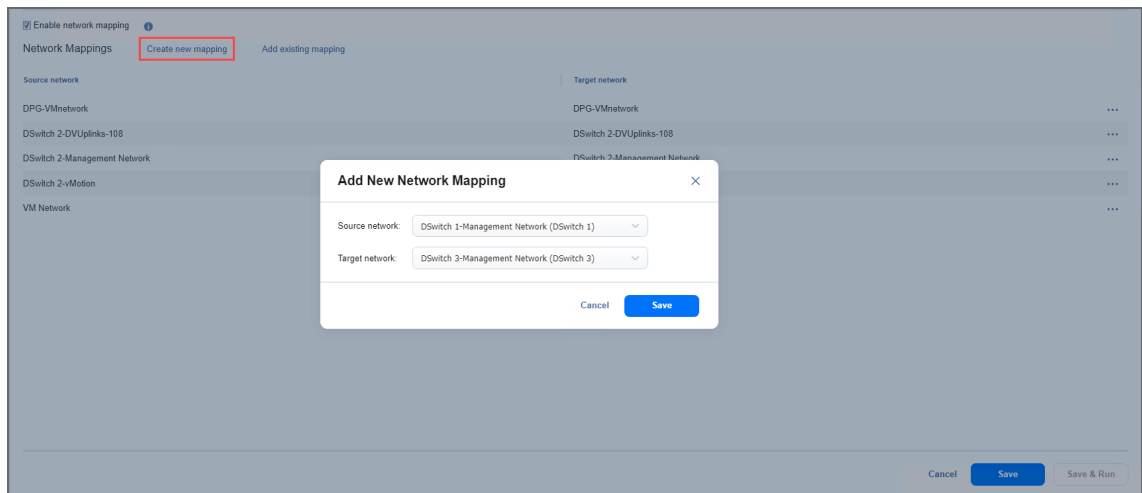 Enable network mapping
Network Mappings Create new mapping Add existing mapping
Source network Target network
DPG-VMnetwork DPG-VMnetwork ...
DSwitch 2-DVUplinks-108 DSwitch 2-DVUplinks-108 ...
DSwitch 2-Management Network DSwitch 2-Management Network ...
DSwitch 2-vMotion ...
VM Network ...
Add New Network Mapping
Source network: DSwitch 1-Management Network (DSwitch 1)
Target network: DSwitch 3-Management Network (DSwitch 3)
Cancel Save
Cancel Save Save & Run